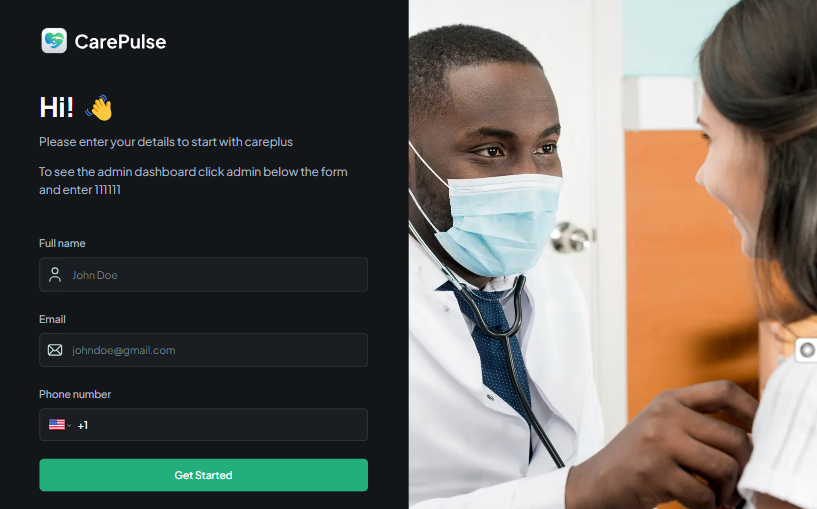 CarePulse
Hi! 👋
Please enter your details to start with careplus
To see the admin dashboard click admin below the form
and enter 111111
Full name
John Doe
Email
johndoe@gmail.com
Phone number
+1
Get Started